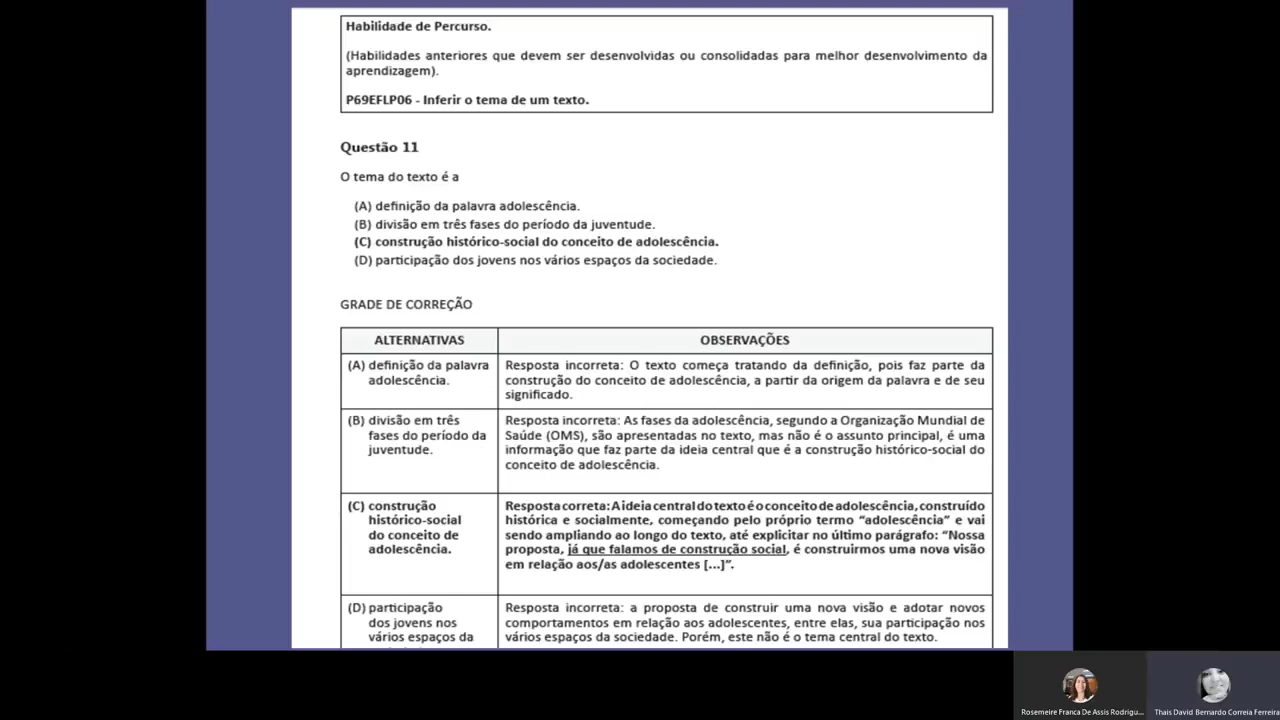 Habilidade de Percurso.
(Habilidades anteriores que devem ser desenvolvidas ou consolidadas para melhor desenvolvimento da
aprendizagem).
P69EFLP06 - Inferir o tema de um texto.
Questão 11
O tema do texto é a
(A) definição da palavra adolescência.
(B) divisão em três fases do período da juventude.
(C) construção histórico-social do conceito de adolescência.
(D) participação dos jovens nos vários espaços da sociedade.
GRADE DE CORREÇÃO
ALTERNATIVAS
OBSERVAÇÕES
(A) definição da palavra
adolescência.
Resposta incorreta: O texto começa tratando da definição, pois faz parte da
construção do conceito de adolescência, a partir da origem da palavra e de seu
significado.
(B) divisão em três
fases do período da
juventude.
Resposta incorreta: As fases da adolescência, segundo a Organização Mundial de
Saúde (OMS), são apresentadas no texto, mas não é o assunto principal, é uma
informação que faz parte da ideia central que é a construção histórico-social do
conceito de adolescência.
(C) construção
histórico-social
do conceito de
adolescência.
Resposta correta: A ideia central do texto é o conceito de adolescência, construído
histórica e socialmente, começando pelo próprio termo “adolescência” e vai
sendo ampliando ao longo do texto, até explicitar no último parágrafo: “Nossa
proposta, já que falamos de construção social, é construirmos uma nova visão
em relação aos/as adolescentes [...]”.
(D) participação
dos jovens nos
vários espaços da
Resposta incorreta: a proposta de construir uma nova visão e adotar novos
comportamentos em relação aos adolescentes, entre elas, sua participação nos
vários espaços da sociedade. Porém, este não é o tema central do texto.
Rosemeire Franca De Assis Rodrigu...
Thais David Bernardo Correia Ferreira